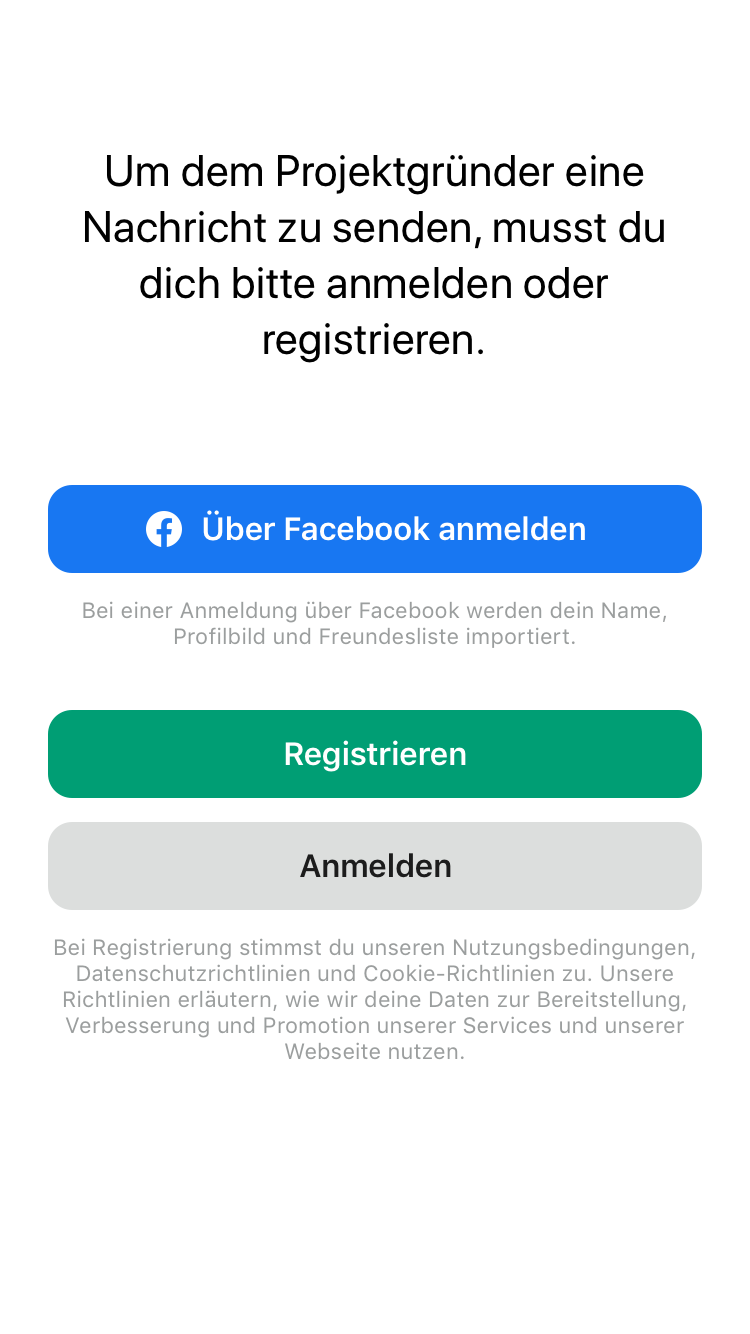 Um dem Projektgründer eine
Nachricht zu senden, musst du
dich bitte anmelden oder
registrieren.
Über Facebook anmelden
Bei einer Anmeldung über Facebook werden dein Name,
Profilbild und Freundesliste importiert.
Registrieren
Anmelden
Bei Registrierung stimmst du unseren Nutzungsbedingungen,
Datenschutzrichtlinien und Cookie-Richtlinien zu. Unsere
Richtlinien erläutern, wie wir deine Daten zur Bereitstellung,
Verbesserung und Promotion unserer Services und unserer
Webseite nutzen.